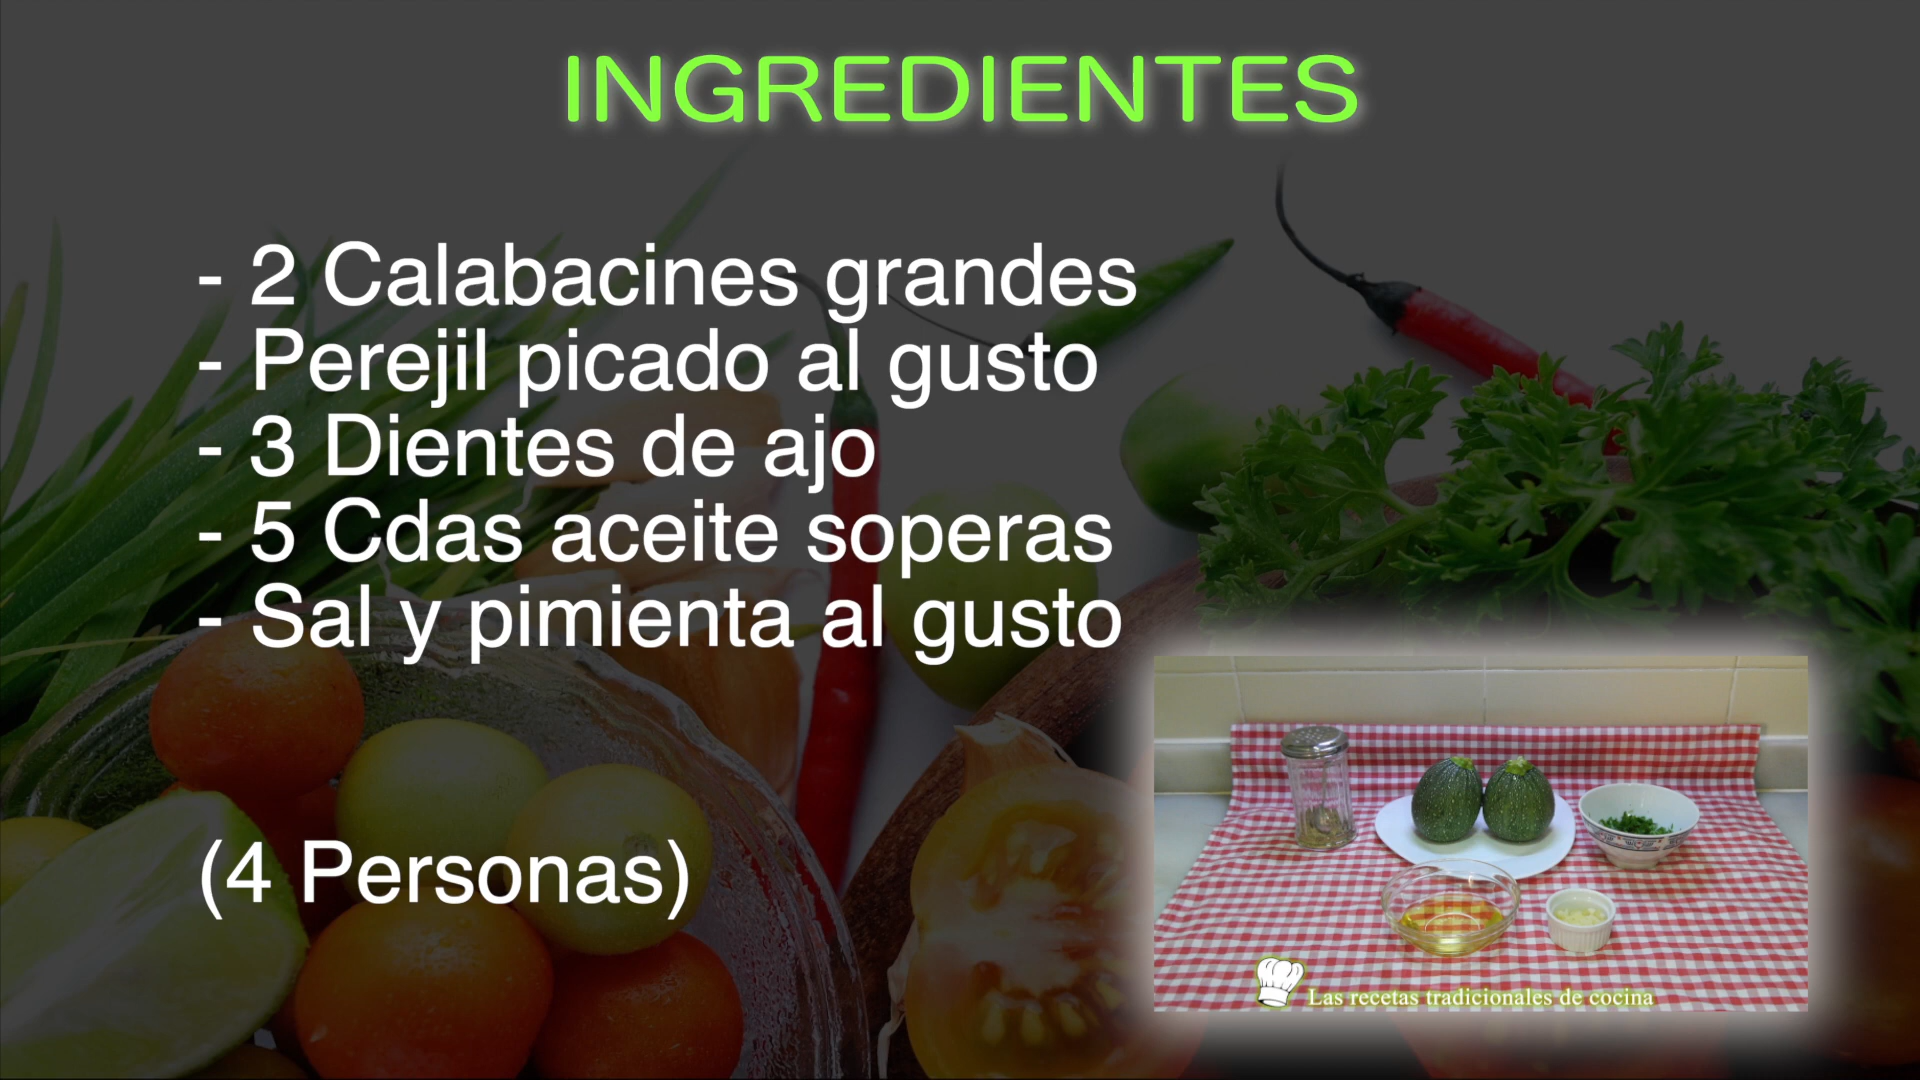 INGREDIENTES
- 2 Calabacines grandes
- Perejil picado al gusto
- 3 Dientes de ajo
- 5 Cdas aceite soperas
- Sal y pimienta al gusto
(4 Personas)
Las recetas tradicionales de cocina